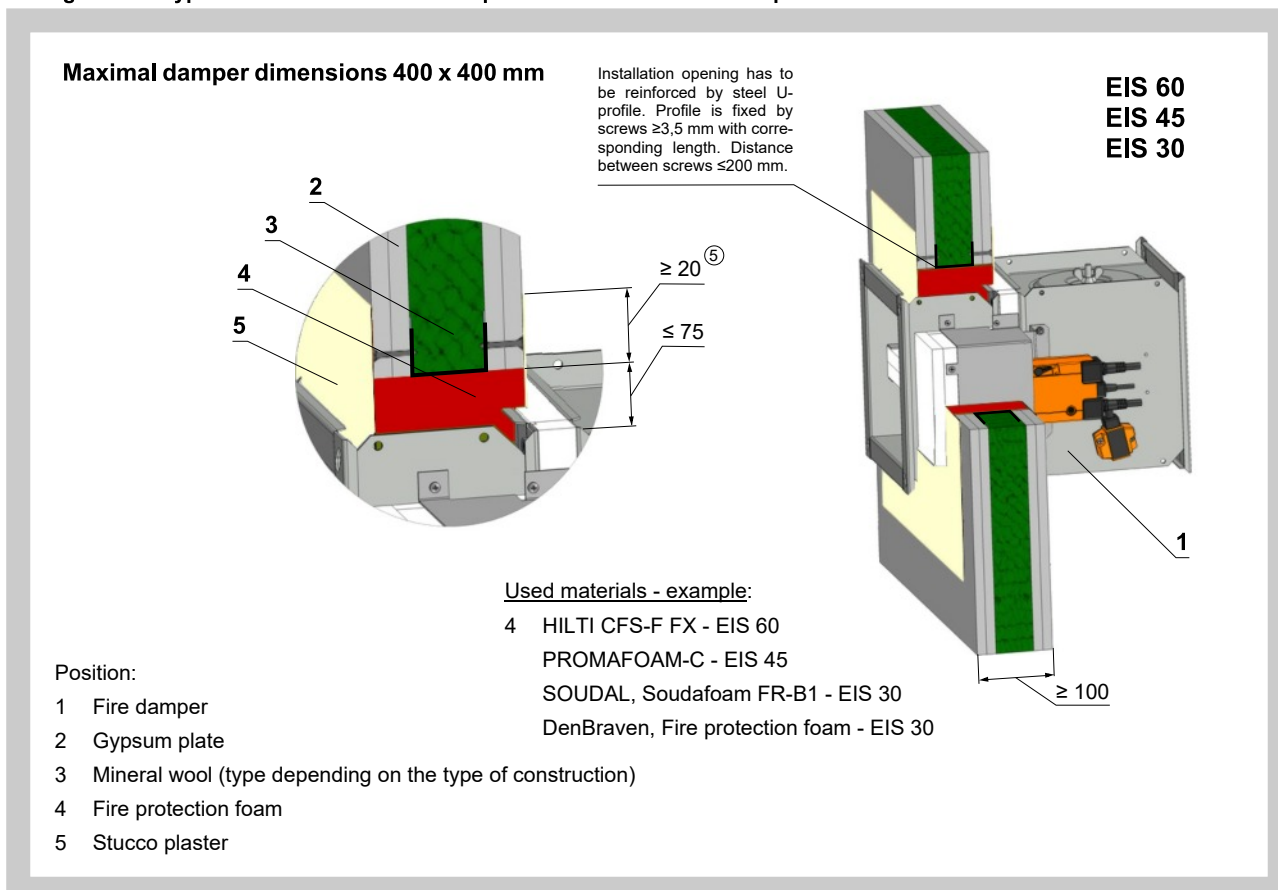 Maximal damper dimensions 400 x 400 mm
Installation opening has to
be reinforced by steel U-
profile. Profile is fixed by
screws ≥3,5 mm with corre-
sponding length. Distance
between screws ≤200 mm.
EIS 60
EIS 45
EIS 30
2
3
4
5
≥ 20 ⑤
≤ 75
1
≥ 100
Used materials - example:
4 HILTI CFS-F FX - EIS 60
PROMAFOAM-C - EIS 45
SOUDAL, Soudafoam FR-B1 - EIS 30
DenBraven, Fire protection foam - EIS 30
Position:
1 Fire damper
2 Gypsum plate
3 Mineral wool (type depending on the type of construction)
4 Fire protection foam
5 Stucco plaster